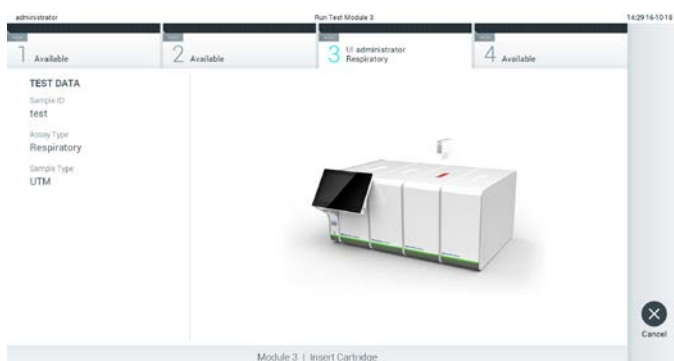 administrator Run Test Module 3 14:29 16-10-18
1 Available
2 Available
3 UI administrator
Respiratory
4 Available
TEST DATA
Sample ID
test
Assay Type
Respiratory
Sample Type
UTM
Cancel
Module 3 | Insert Cartridge